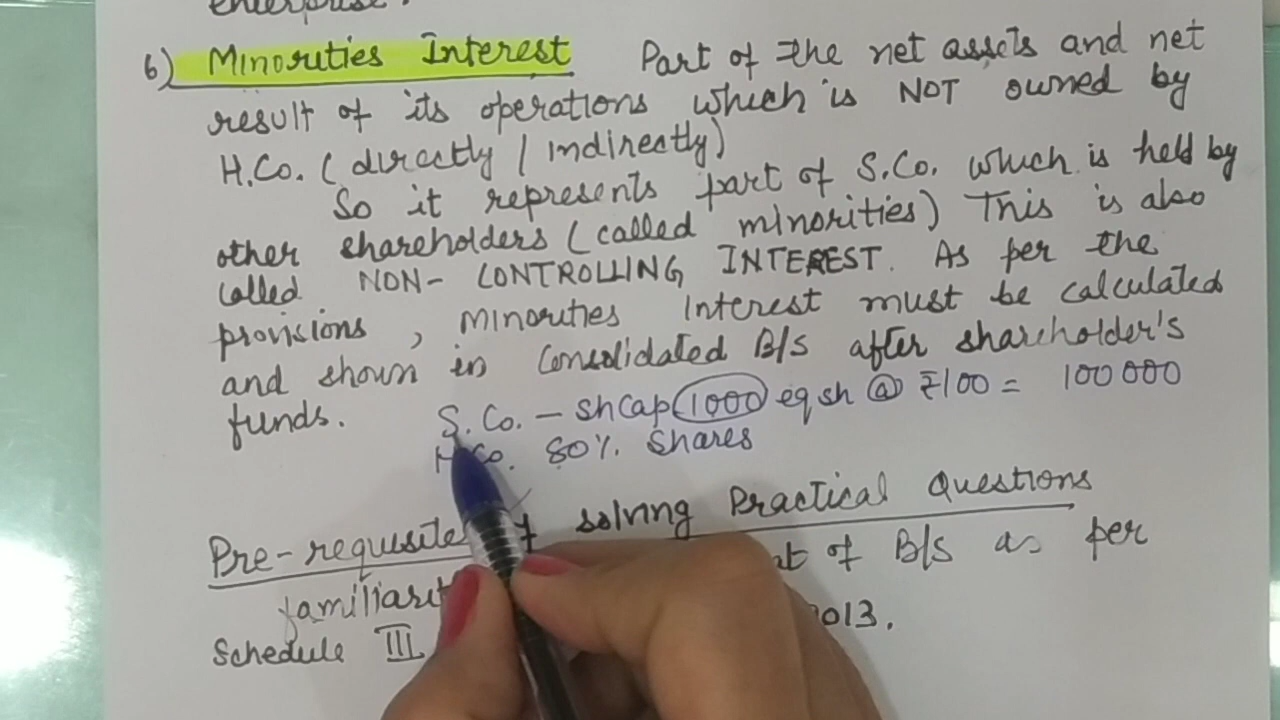 enterprise.
6) Minorities Interest Part of the net assets and net
result of its operations which is NOT owned by
H.Co. (directly / indirectly)
So it represents part of S.Co. which is held by
other shareholders (called minorities) This is also
called NON-CONTROLLING INTEREST. As per the
provisions, Minorities Interest must be calculated
and shown in Consolidated B/S after shareholder's
funds.
S.Co. – Sh Cap 1000 eq sh @ ₹100 = 100000
H.Co. 80% Shares
Pre-requisite solving Practical Questions
of B/S as per
Schedule III 2013.